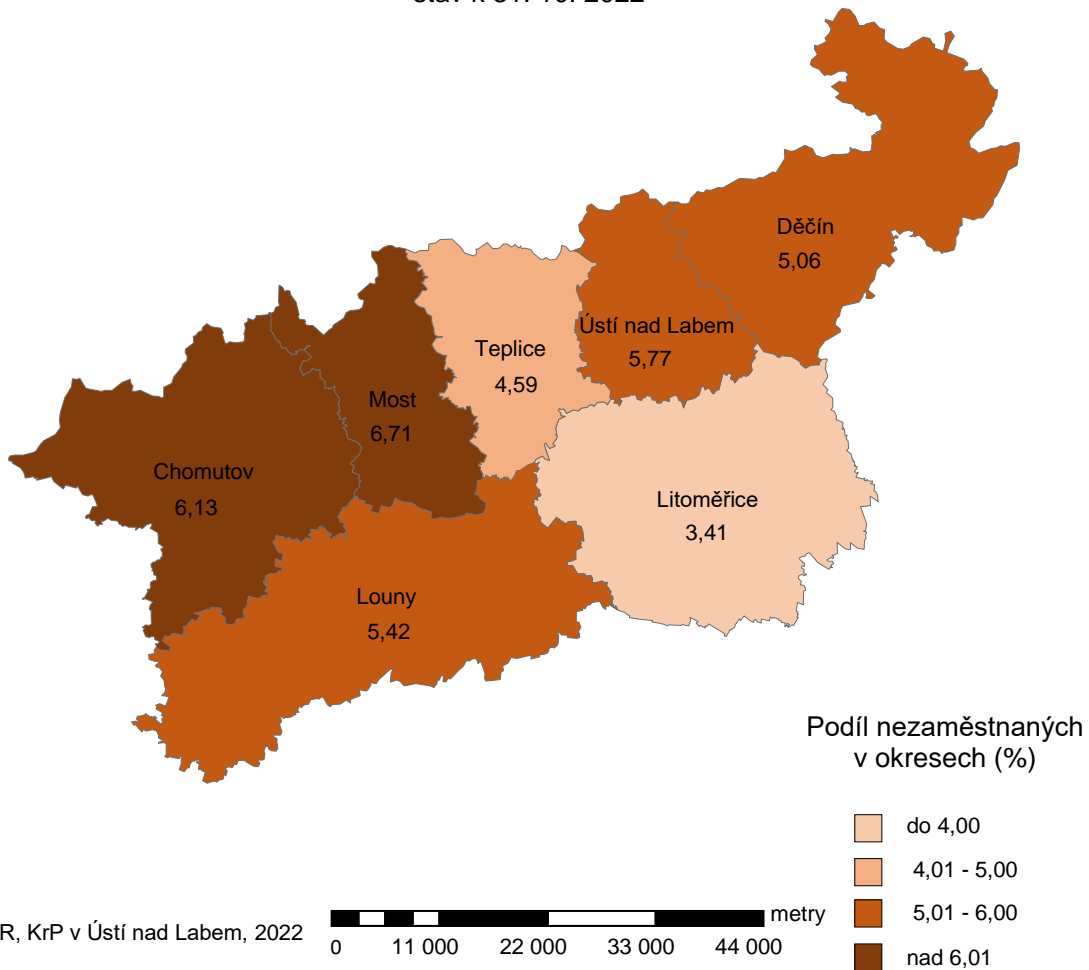 Děčín
5,06
Ústí nad Labem
5,77
Teplice
4,59
Most
6,71
Chomutov
6,13
Litoměřice
3,41
Louny
5,42
Podíl nezaměstnaných
v okresech (%)
do 4,00
4,01 - 5,00
5,01 - 6,00
nad 6,01
R, KrP v Ústí nad Labem, 2022
metry
0 11 000 22 000 33 000 44 000